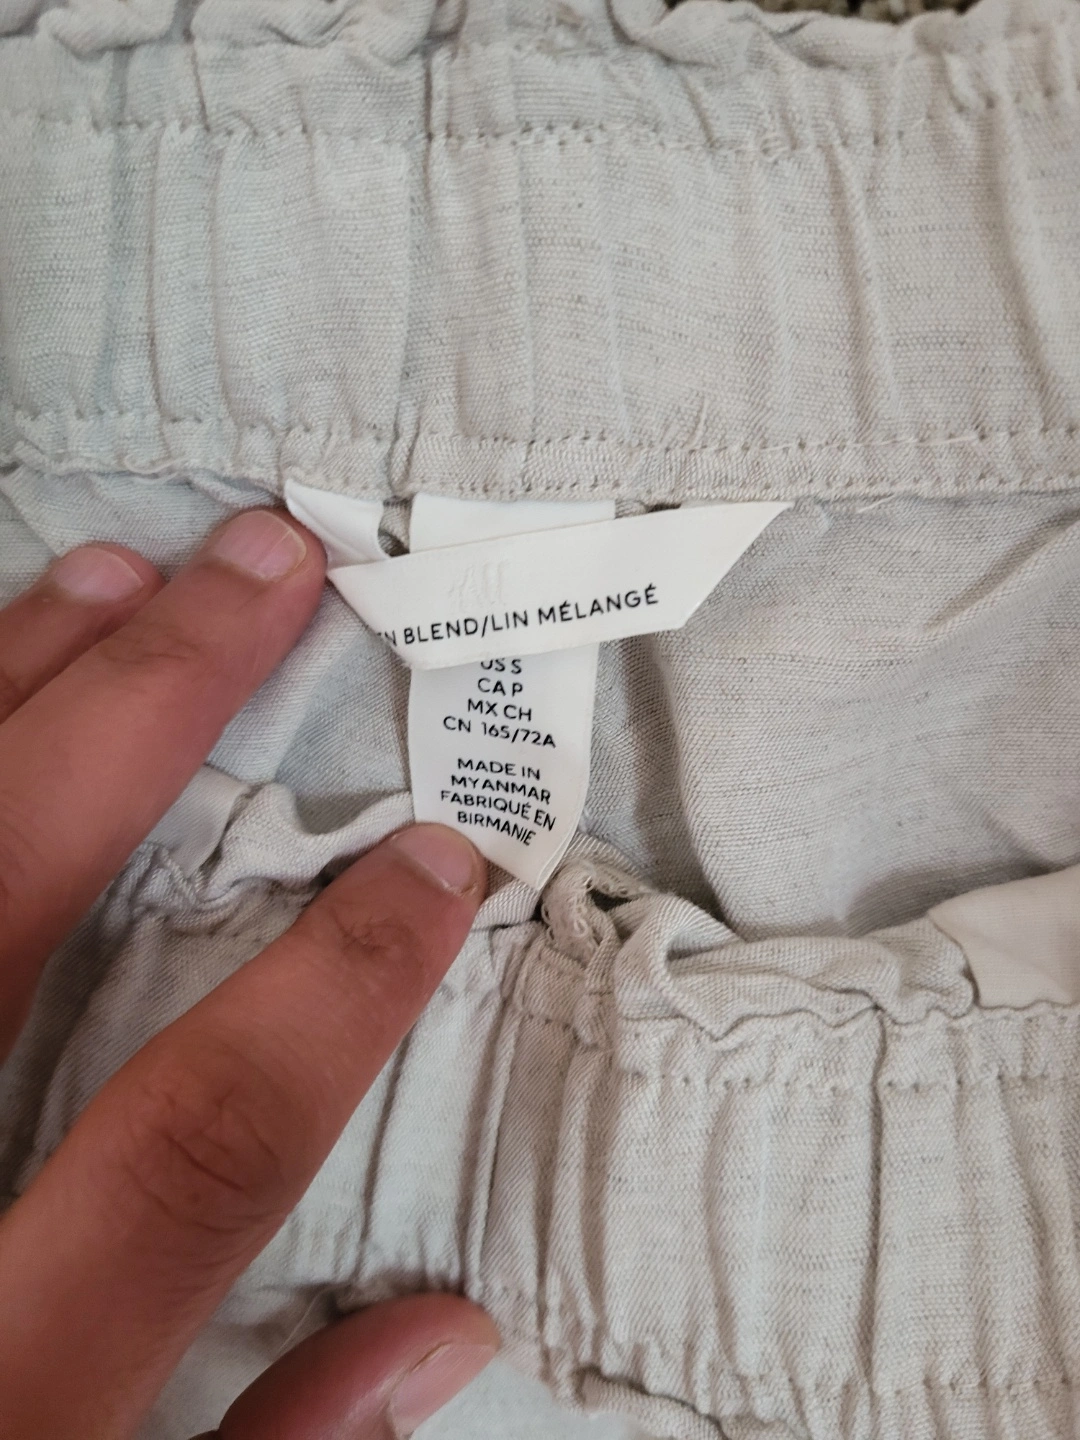 BLEND/LIN MÉLANGÉ
US S
CA P
MX CH
CN 165/72A
MADE IN
MYANMAR
FABRIQUÉ EN
BIRMANIE